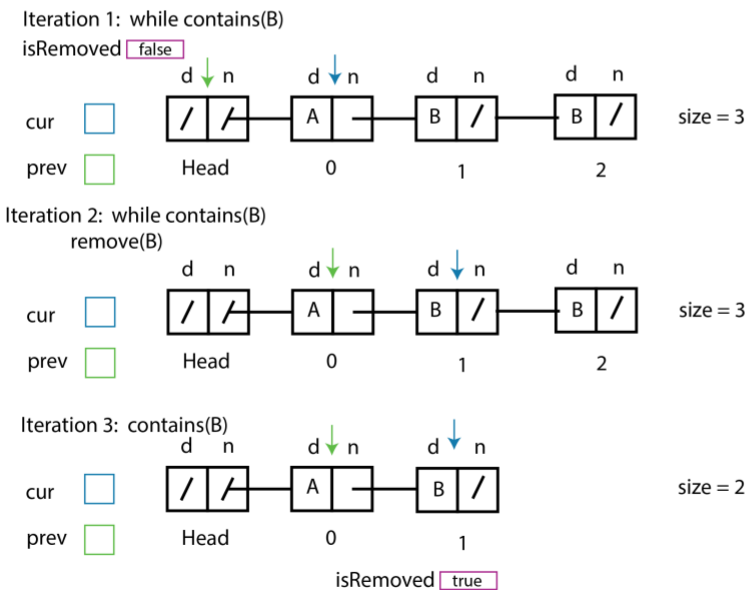 Iteration 1: while contains(B)
isRemoved false
d n d n d n d n
cur / / A B / B / size = 3
prev Head 0 1 2
Iteration 2: while contains(B)
remove(B)
d n d n d n d n
cur / / A B / B / size = 3
prev Head 0 1 2
Iteration 3: contains(B)
d n d n d n
cur / / A B / size = 2
prev Head 0 1
isRemoved true